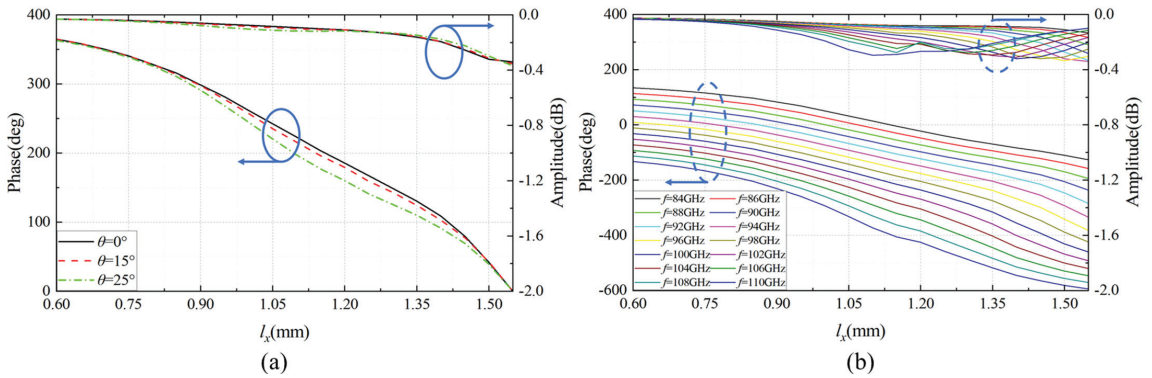 (a)
400
300
200
100
0
Phase(deg)
0.0
-0.4
-0.8
-1.2
-1.6
-2.0
Amplitude(dB)
θ=0°
θ=15°
θ=25°
0.60 0.75 0.90 1.05 1.20 1.35 1.50
lx(mm)
(a)
(b)
400
200
0
-200
-400
-600
Phase(deg)
0.0
-0.4
-0.8
-1.2
-1.6
-2.0
Amplitude(dB)
f=84GHz f=86GHz
f=88GHz f=90GHz
f=92GHz f=94GHz
f=96GHz f=98GHz
f=100GHz f=102GHz
f=104GHz f=106GHz
f=108GHz f=110GHz
0.60 0.75 0.90 1.05 1.20 1.35 1.50
lx(mm)
(b)